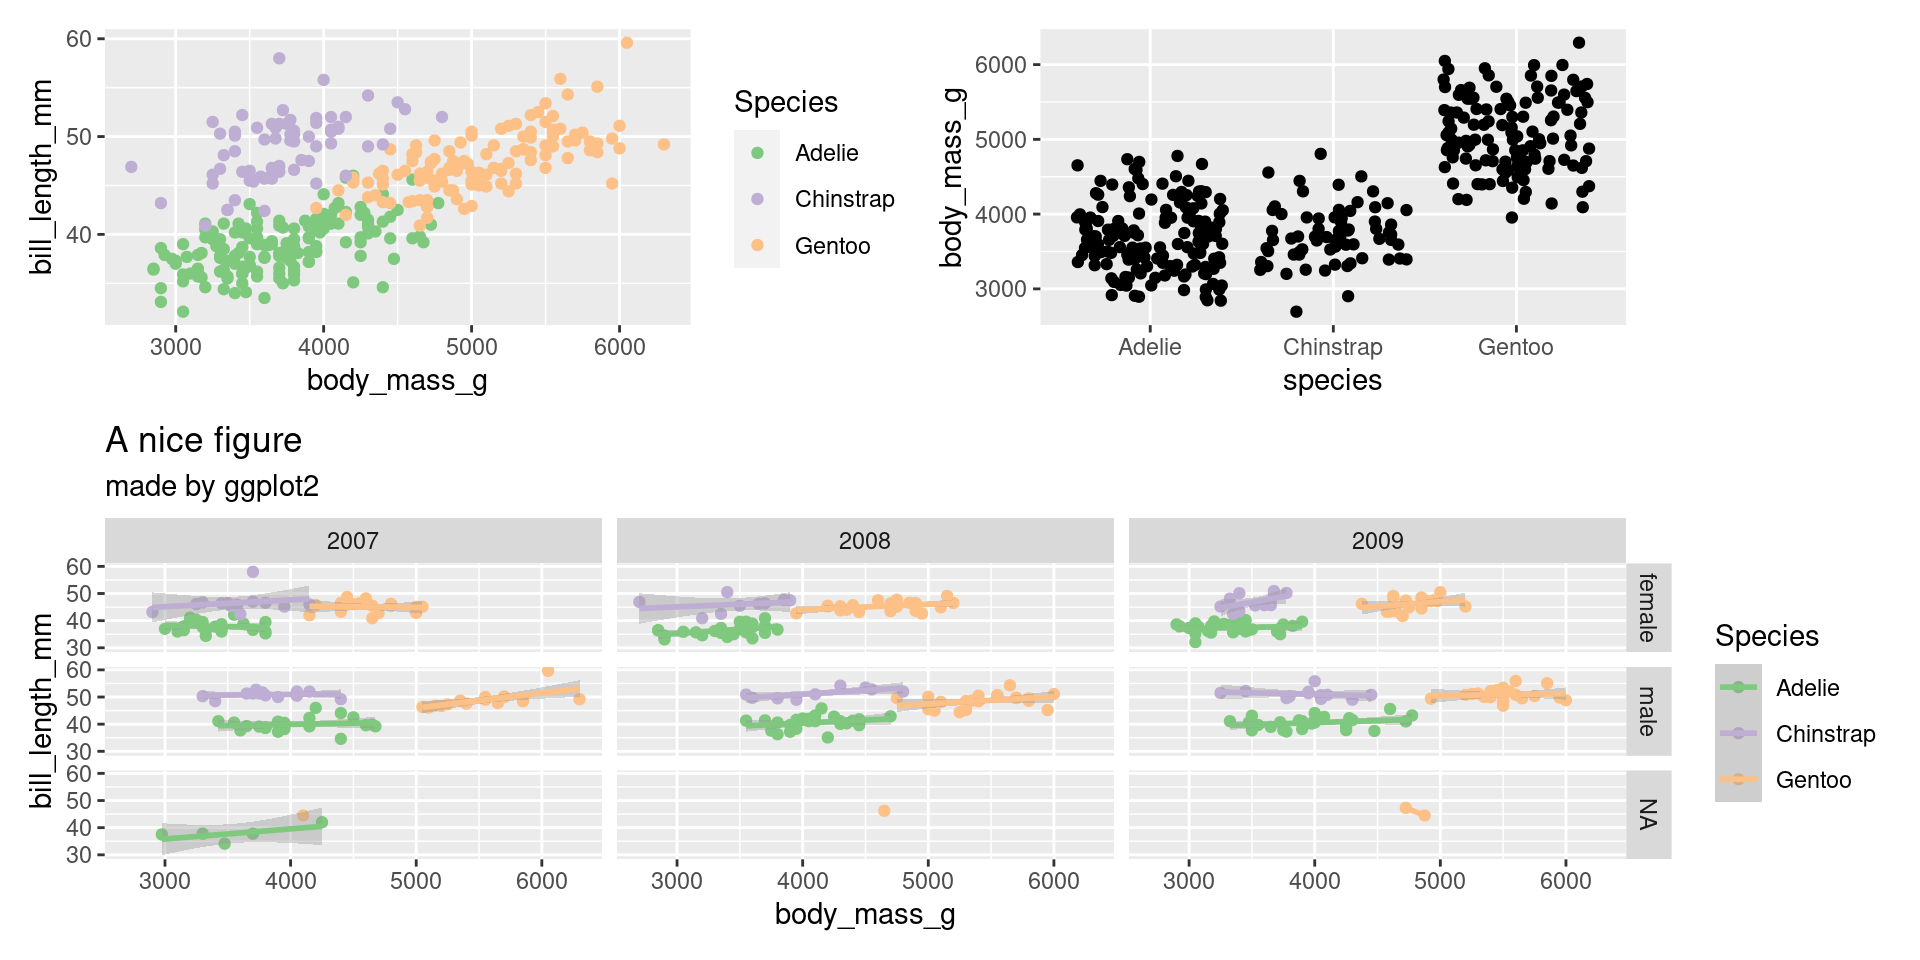 60
50
40
bill_length_mm
3000 4000 5000 6000
body_mass_g
Species
Adelie
Chinstrap
Gentoo
6000
5000
4000
3000
body_mass_g
Adelie Chinstrap Gentoo
species
A nice figure
made by ggplot2
2007 2008 2009
60
50
40
30
female
60
50
40
30
male
60
50
40
30
NA
bill_length_mm
3000 4000 5000 6000 3000 4000 5000 6000 3000 4000 5000 6000
body_mass_g
Species
Adelie
Chinstrap
Gentoo